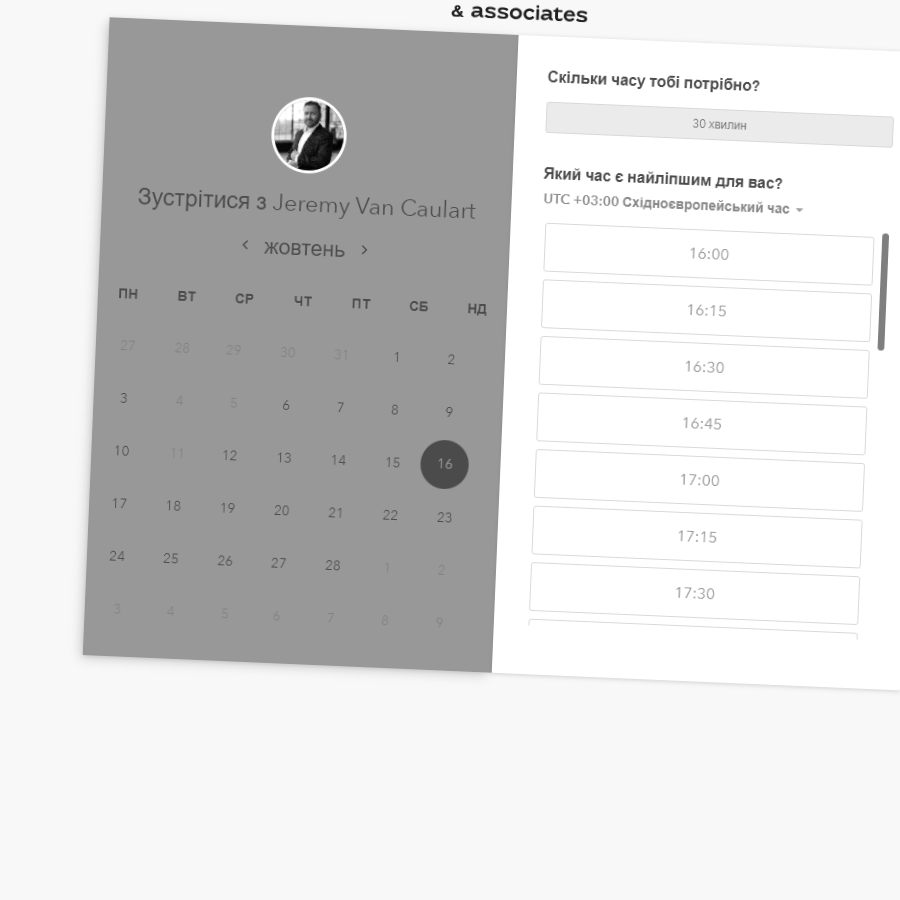 & associates
Зустрітися з Jeremy Van Caulart
жовтень
ПН ВТ СР ЧТ ПТ СБ НД
27 28 29 30 31 1 2
3 4 5 6 7 8 9
10 11 12 13 14 15 16
17 18 19 20 21 22 23
24 25 26 27 28 1 2
3 4 5 6 7 8 9
Скільки часу тобі потрібно?
30 хвилин
Який час є найліпшим для вас?
UTC +03:00 Східноєвропейський час
16:00
16:15
16:30
16:45
17:00
17:15
17:30